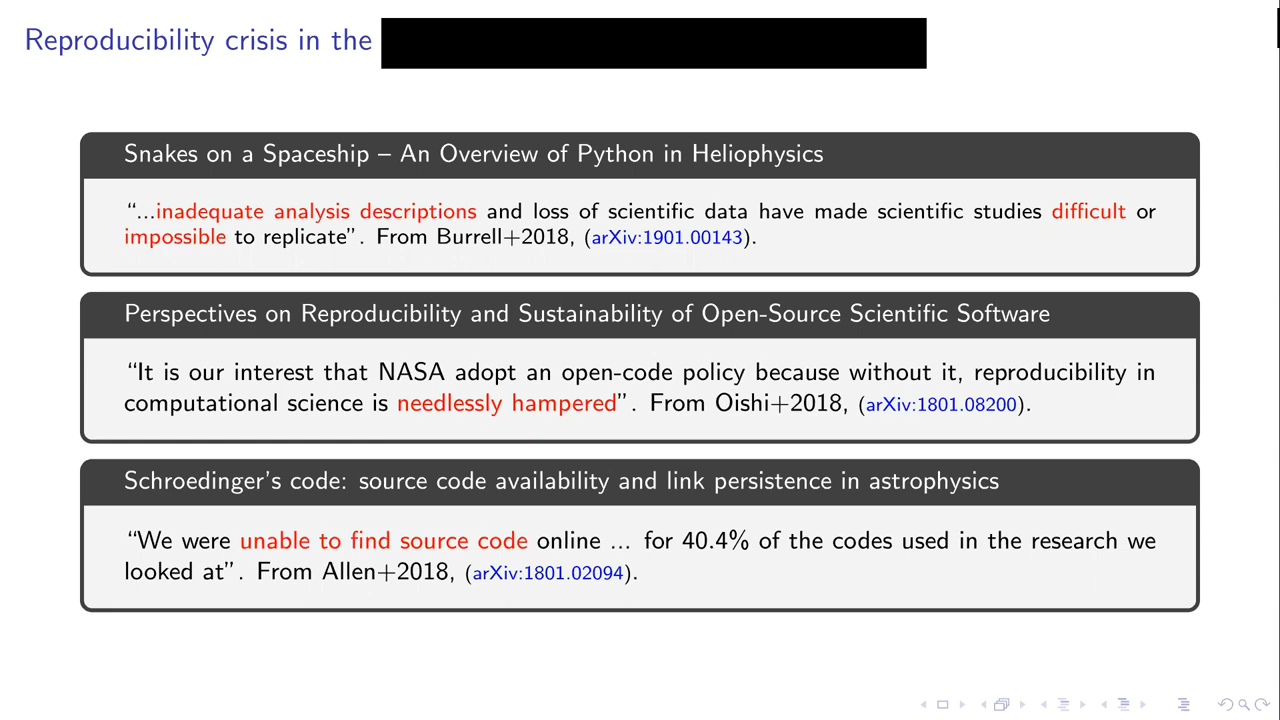 Reproducibility crisis in the
Snakes on a Spaceship – An Overview of Python in Heliophysics
“...inadequate analysis descriptions and loss of scientific data have made scientific studies difficult or
impossible to replicate”. From Burrell+2018, (arXiv:1901.00143).
Perspectives on Reproducibility and Sustainability of Open-Source Scientific Software
“It is our interest that NASA adopt an open-code policy because without it, reproducibility in
computational science is needlessly hampered”. From Oishi+2018, (arXiv:1801.08200).
Schroedinger’s code: source code availability and link persistence in astrophysics
“We were unable to find source code online ... for 40.4% of the codes used in the research we
looked at”. From Allen+2018, (arXiv:1801.02094).